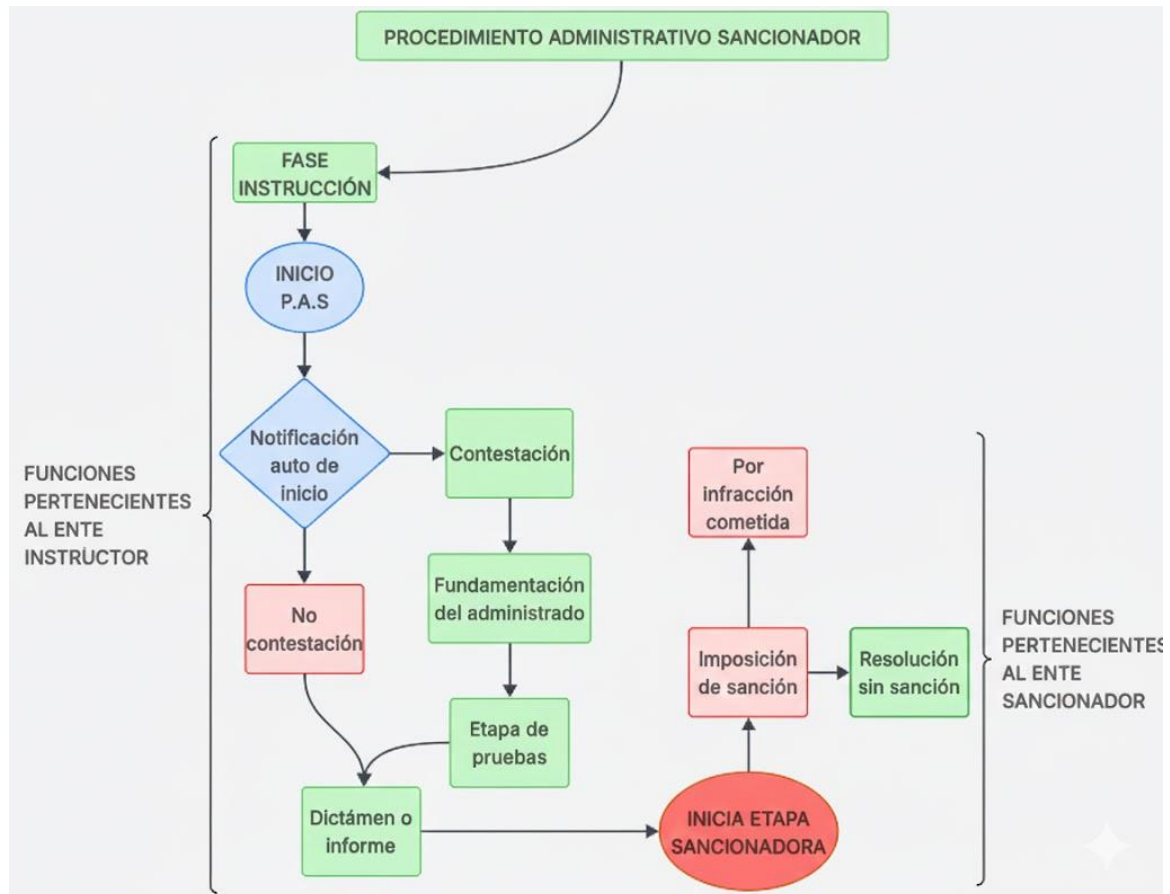 PROCEDIMIENTO ADMINISTRATIVO SANCIONADOR
FASE
INSTRUCCIÓN
INICIO
P.A.S
Notificación
auto de
inicio
Contestación
No
contestación
Fundamentación
del administrado
Etapa de
pruebas
Dictámen o
informe
FUNCIONES
PERTENECIENTES
AL ENTE
INSTRUCTOR
Por
infracción
cometida
Imposición
de sanción
Resolución
sin sanción
INICIA ETAPA
SANCIONADORA
FUNCIONES
PERTENECIENTES
AL ENTE
SANCIONADOR